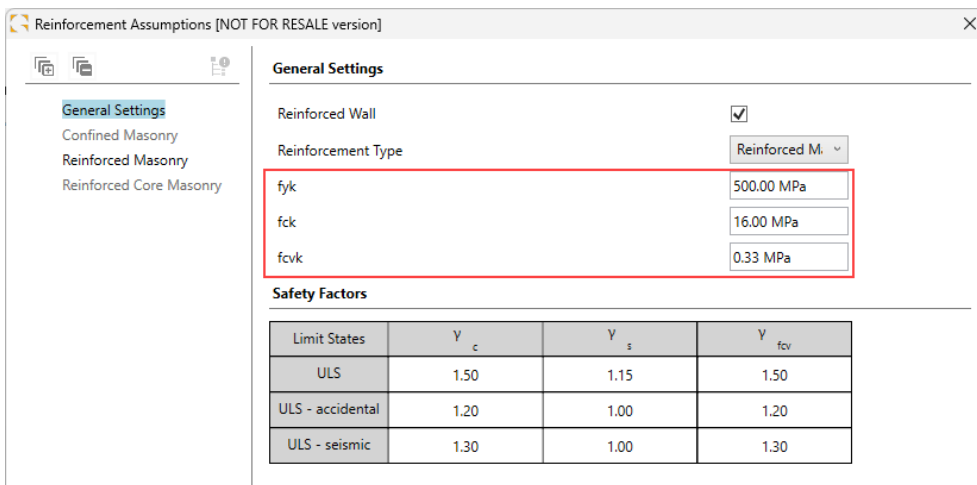 Reinforcement Assumptions [NOT FOR RESALE version]
General Settings
Confined Masonry
Reinforced Masonry
Reinforced Core Masonry
General Settings
Reinforced Wall
Reinforcement Type Reinforced M.
fyk 500.00 MPa
fck 16.00 MPa
fcvk 0.33 MPa
Safety Factors
Limit States γ c γ s γ fcv
ULS 1.50 1.15 1.50
ULS - accidental 1.20 1.00 1.20
ULS - seismic 1.30 1.00 1.30